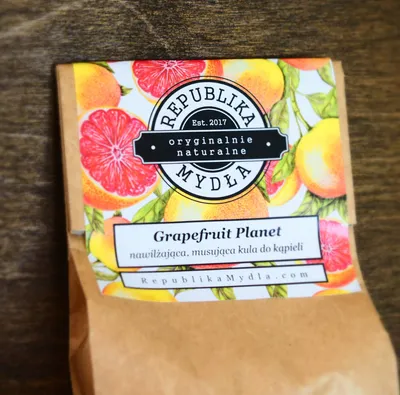 REPUBLIKA
Est. 2017
oryginalnie
naturalne
MYDŁA
Grapefruit Planet
nawilżająca, musująca kula do kąpieli
RepublikaMydla.com